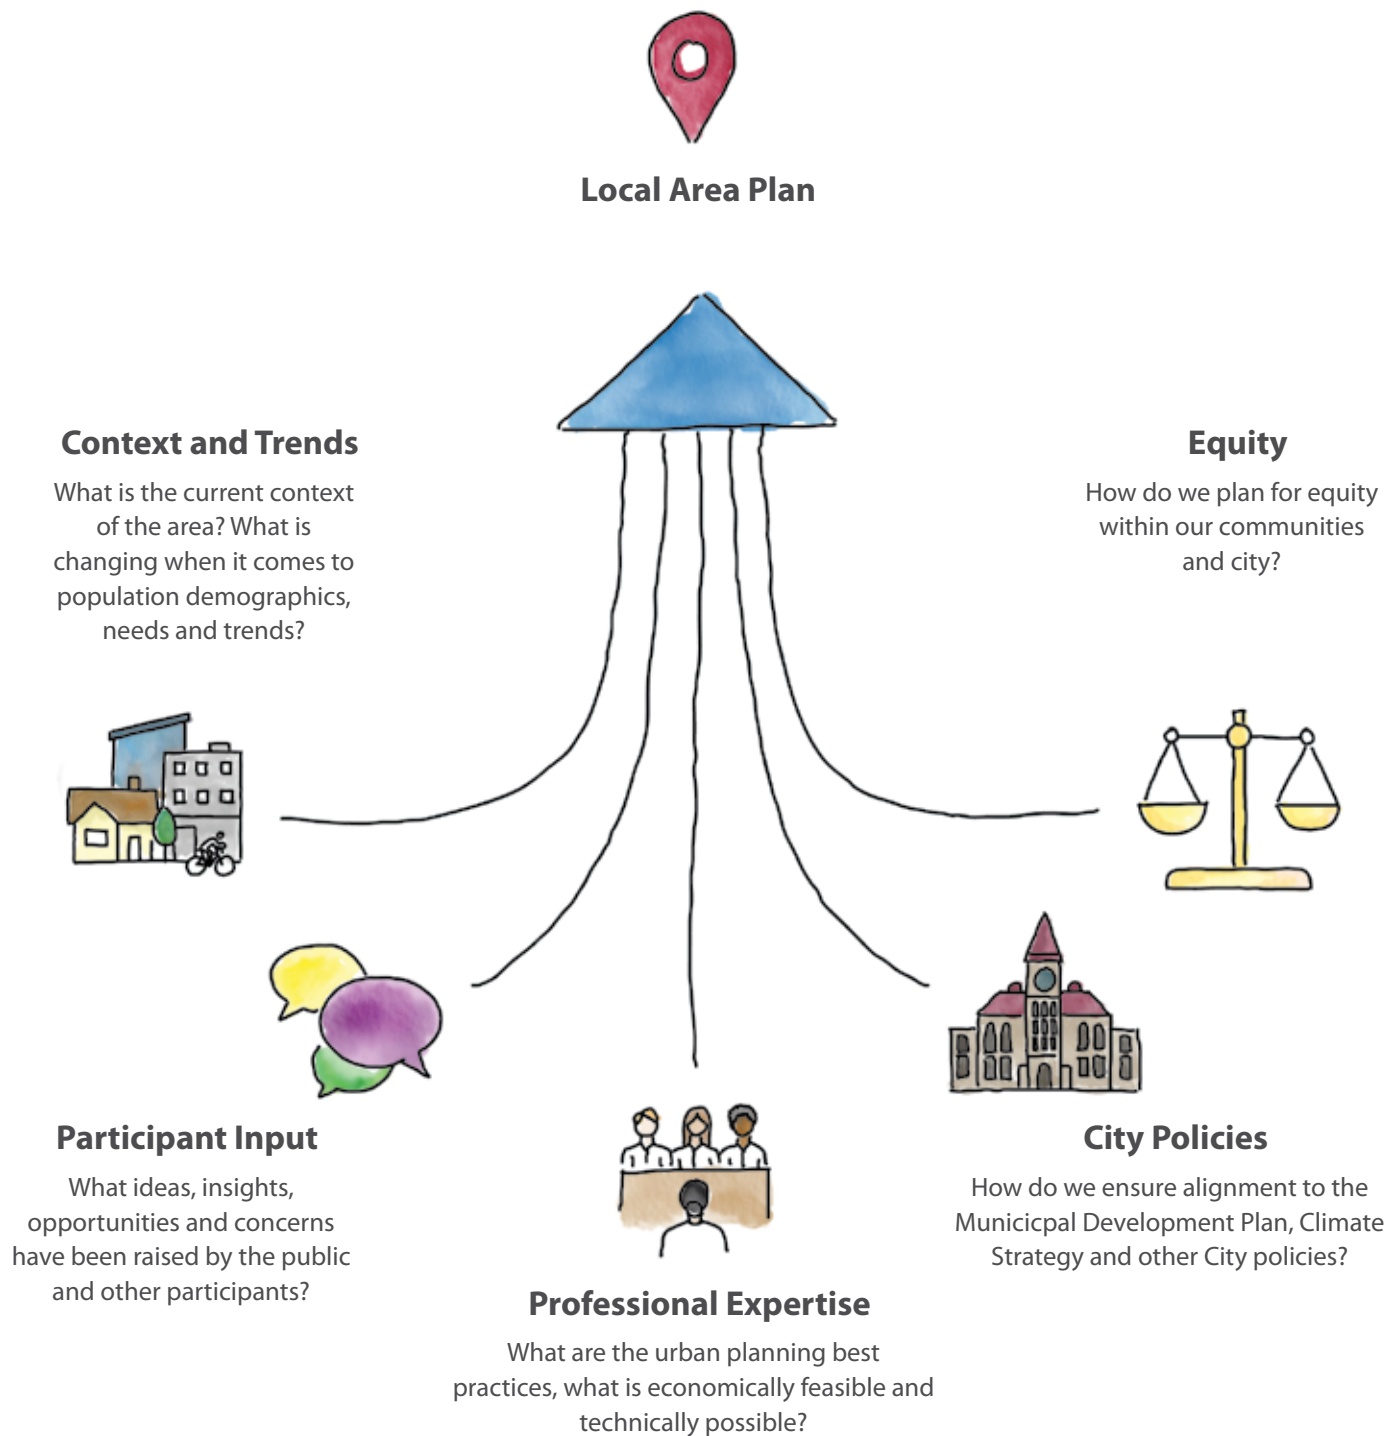 Local Area Plan
Context and Trends
What is the current context
of the area? What is
changing when it comes to
population demographics,
needs and trends?
Equity
How do we plan for equity
within our communities
and city?
Participant Input
What ideas, insights,
opportunities and concerns
have been raised by the public
and other participants?
Professional Expertise
What are the urban planning best
practices, what is economically feasible and
technically possible?
City Policies
How do we ensure alignment to the
Municicpal Development Plan, Climate
Strategy and other City policies?